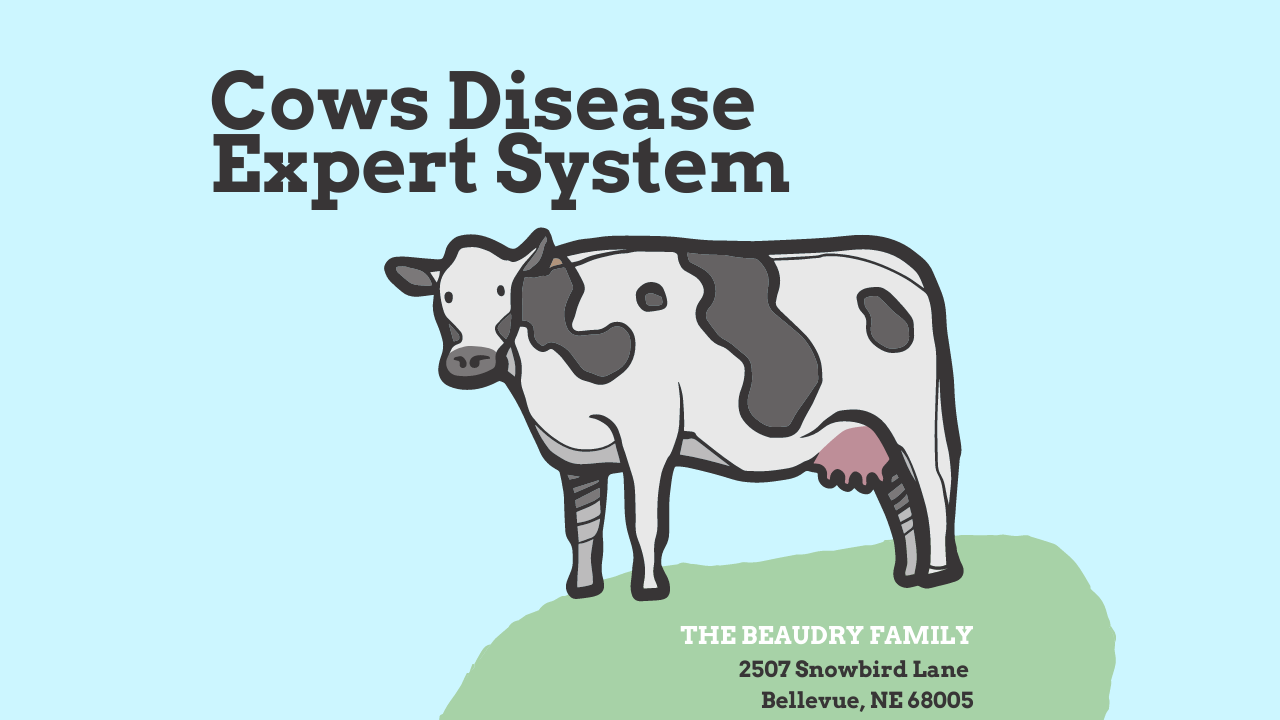 Cows Disease
Expert System
THE BEAUDRY FAMILY
2507 Snowbird Lane
Bellevue, NE 68005